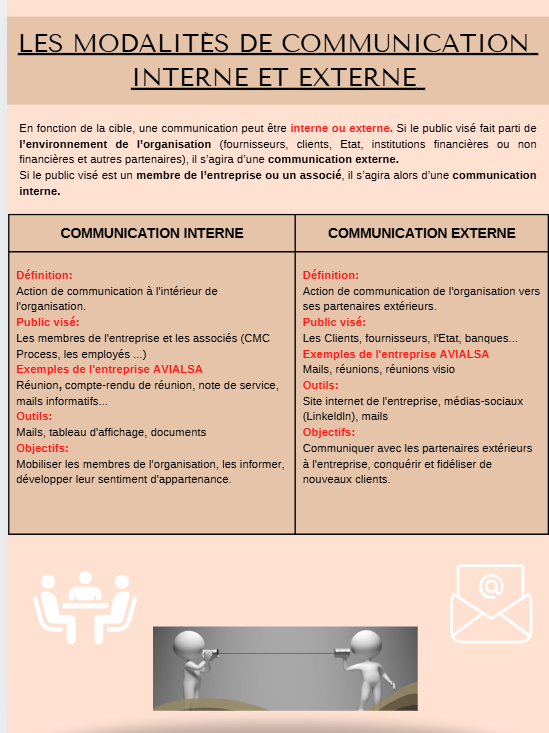 LES MODALITÈS DE COMMUNICATION
INTERNE ET EXTERNE
En fonction de la cible, une communication peut être interne ou externe. Si le public visé fait parti de
l'environnement de l'organisation (fournisseurs, clients, Etat, institutions financières ou non
financières et autres partenaires), il s'agira d'une communication externe.
Si le public visé est un membre de l'entreprise ou un associé, il s'agira alors d'une communication
interne.
COMMUNICATION INTERNE
Définition:
Action de communication à l'intérieur de
l'organisation.
Public visé:
Les membres de l'entreprise et les associés (CMC
Process, les employés ...)
Exemples de l'entreprise AVIALSA
Réunion, compte-rendu de réunion, note de service,
mails informatifs...
Outils:
Mails, tableau d'affichage, documents
Objectifs:
Mobiliser les membres de l'organisation, les informer,
développer leur sentiment d'appartenance.
COMMUNICATION EXTERNE
Définition:
Action de communication de l'organisation vers
ses partenaires extérieurs.
Public visé:
Les Clients, fournisseurs, l'Etat, banques...
Exemples de l'entreprise AVIALSA
Mails, réunions, réunions visio
Outils:
Site internet de l'entreprise, médias-sociaux
(LinkeldIn), mails
Objectifs:
Communiquer avec les partenaires extérieurs
à l'entreprise, conquérir et fidéliser de
nouveaux clients.
@